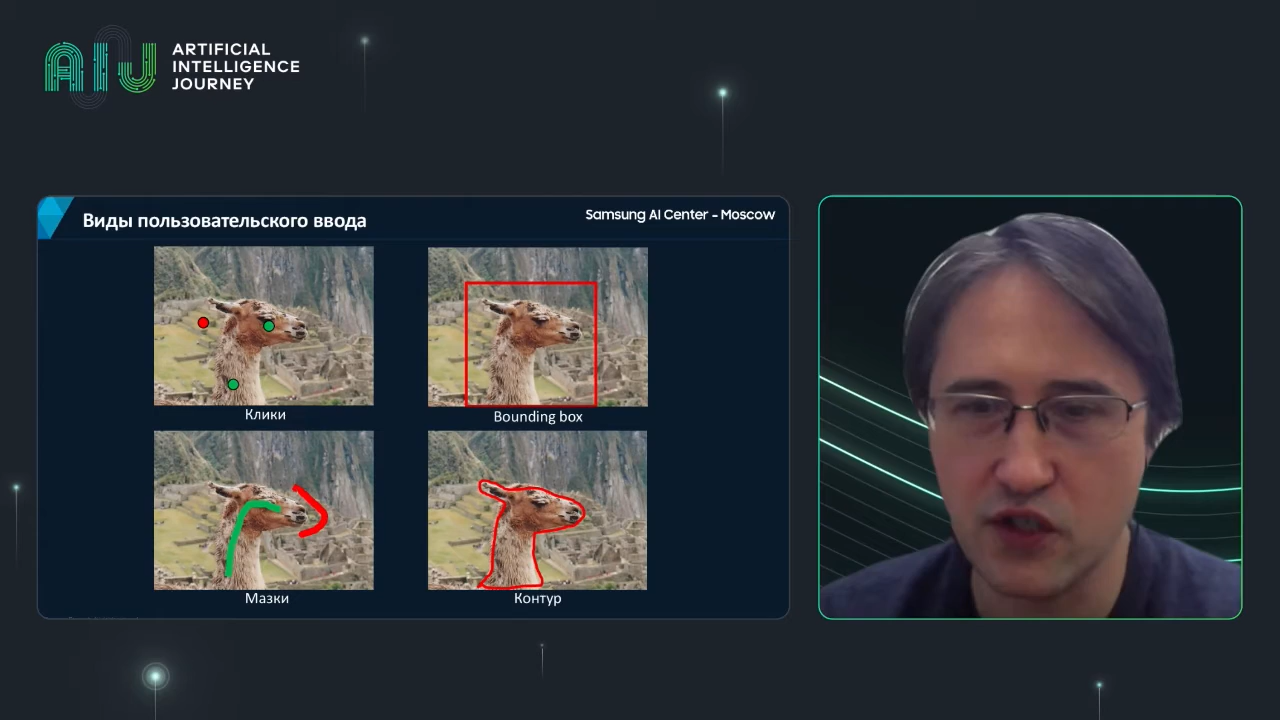 AIJ
ARTIFICIAL
INTELLIGENCE
JOURNEY
Виды пользовательского ввода
Samsung AI Center - Moscow
Клики
Bounding box
Мазки
Контур